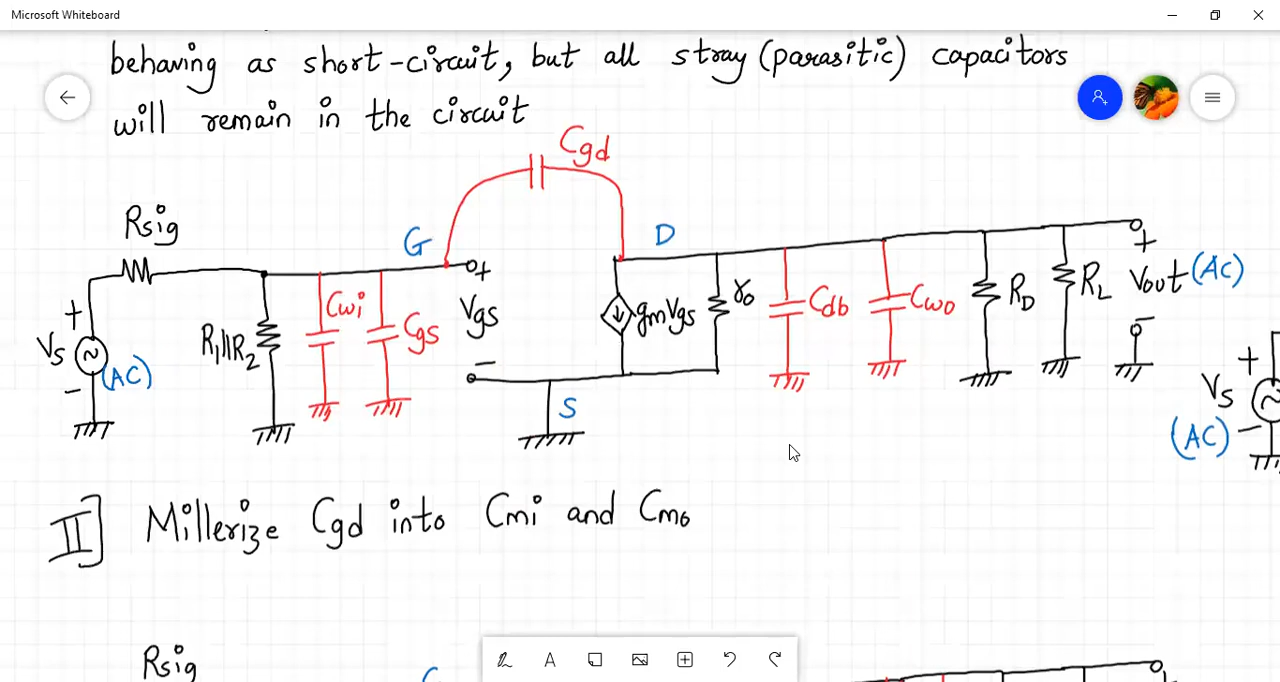 Microsoft Whiteboard
behaving as short-circuit, but all stray (parasitic) capacitors
will remain in the circuit
Cgd
Rsig
G
D
+
Vs
(AC)
-
R1||R2
Cwi
Cgs
+
Vgs
-
S
gmVgs
ro
Cdb
Cwo
RD
RL
+
Vout (AC)
-
+
Vs
(AC)
-
II] Millerize Cgd into Cmi and Cmo
Rsig
A